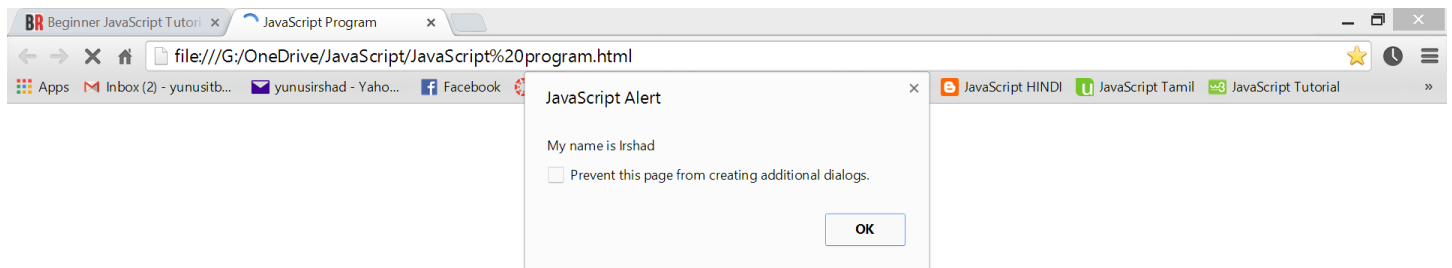 BR Beginner JavaScript Tutori
JavaScript Program
file:///G:/OneDrive/JavaScript/JavaScript%20program.html
Apps Inbox (2) - yunusitb... yunusirshad - Yaho... Facebook JavaScript HINDI JavaScript Tamil JavaScript Tutorial »
JavaScript Alert
My name is Irshad
Prevent this page from creating additional dialogs.
OK